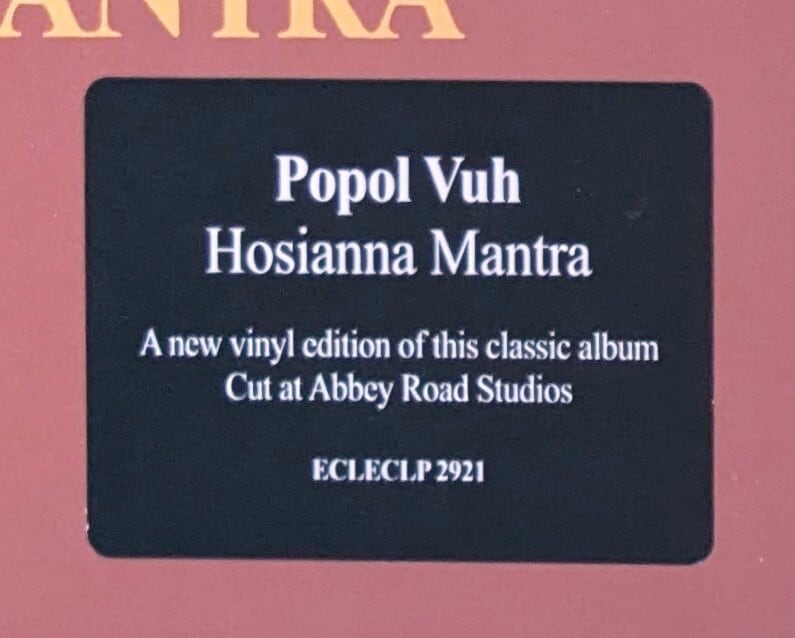 ANTRA
Popol Vuh
Hosianna Mantra
A new vinyl edition of this classic album
Cut at Abbey Road Studios
ECLECLP 2921